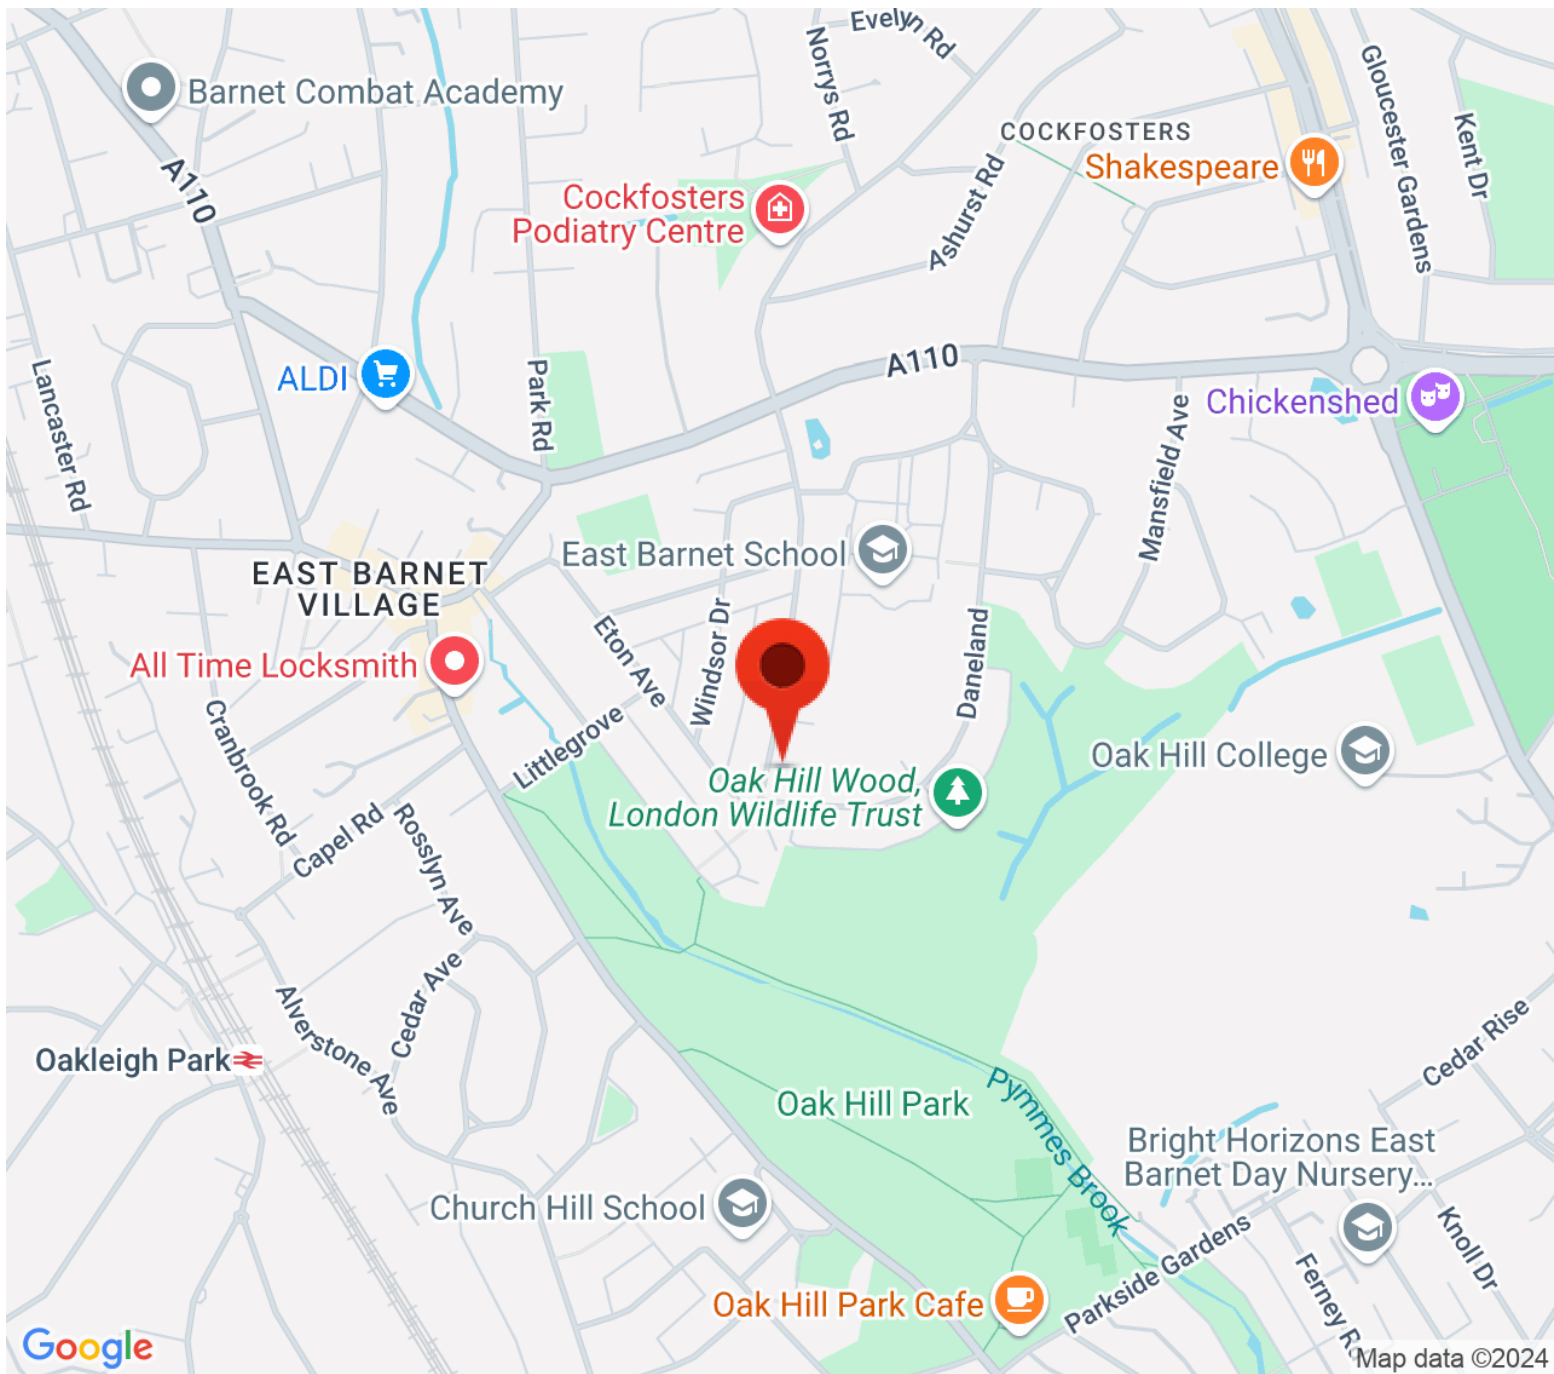 Evelyn Rd
Norrys Rd
Barnet Combat Academy
COCKFOSTERS
Gloucester Gardens
Kent Dr
Shakespeare
A110
Cockfosters
Podiatry Centre
Ashurst Rd
A110
Lancaster Rd
ALDI
Park Rd
Chickenshed
Mansfield Ave
East Barnet School
EAST BARNET
VILLAGE
Windsor Dr
Eton Ave
Daneland
All Time Locksmith
Cranbrook Rd
Littlegrove
Oak Hill College
Oak Hill Wood,
London Wildlife Trust
Capel Rd
Rosslyn Ave
Cedar Ave
Alverstone Ave
Oakleigh Park
Cedar Rise
Oak Hill Park
Pymmes Brook
Bright Horizons East
Barnet Day Nursery...
Church Hill School
Knoll Dr
Parkside Gardens
Ferney R
Oak Hill Park Cafe
Google
Map data ©2024